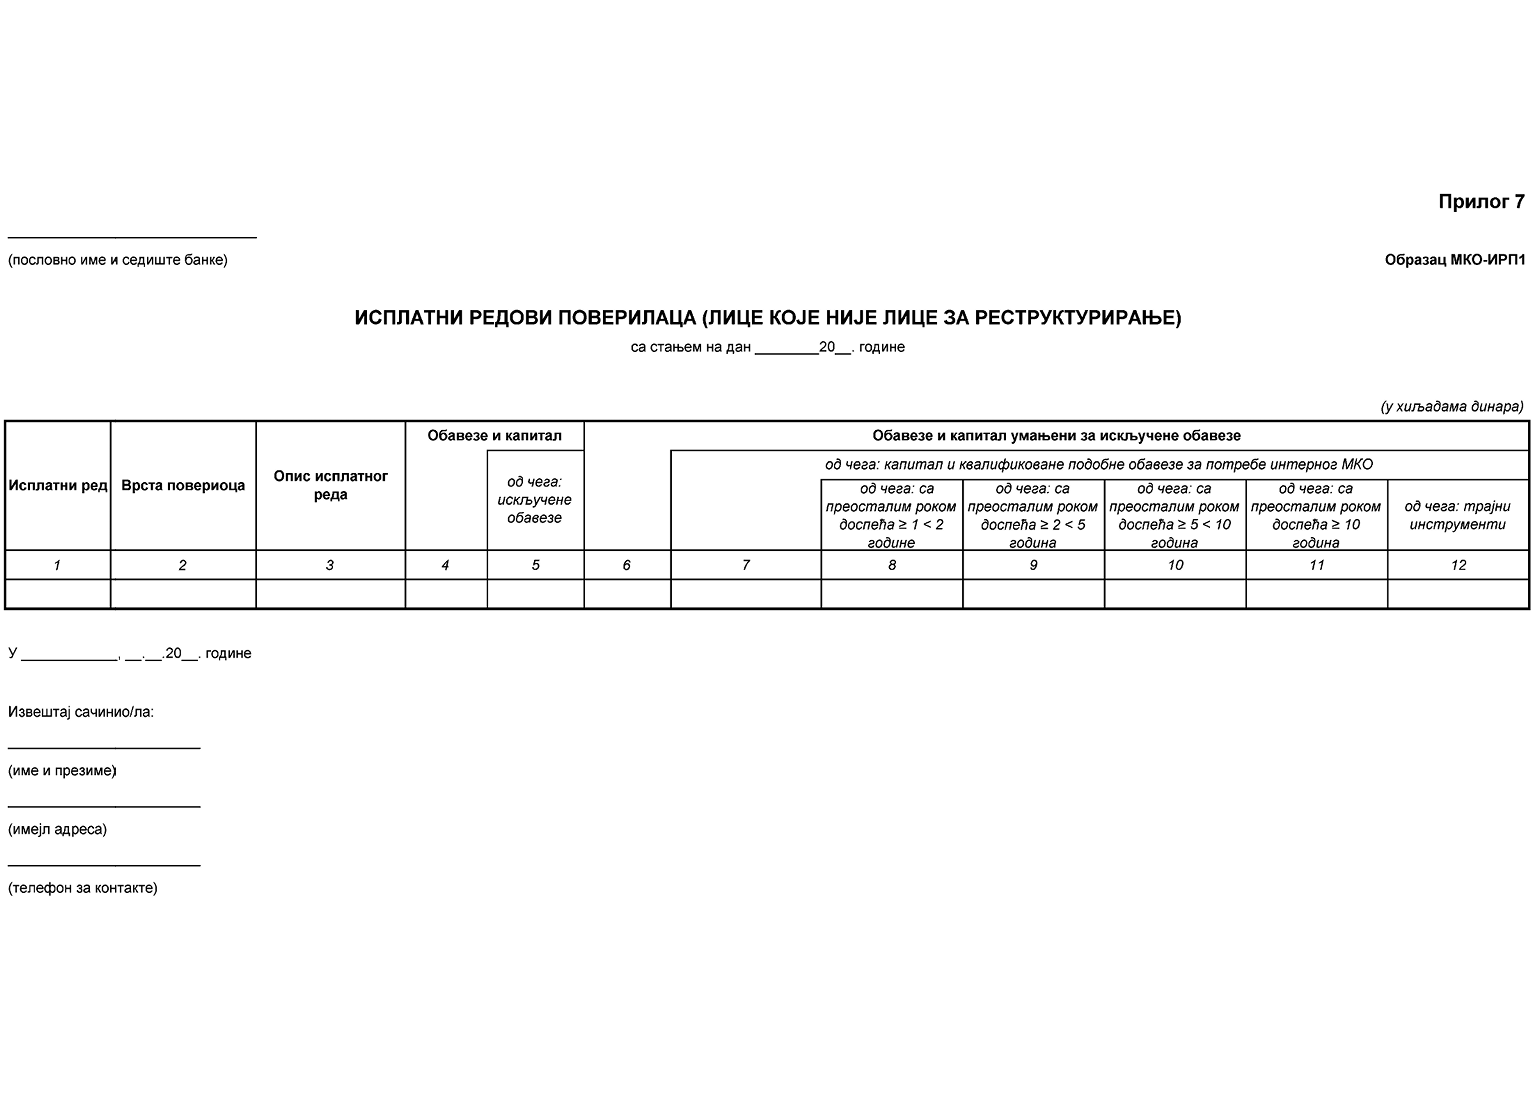 Прилог 7
_______________________________
(пословно име и седиште банке)
Образац МКО-ИРП1
ИСПЛАТНИ РЕДОВИ ПОВЕРИЛАЦА (ЛИЦЕ КОЈЕ НИЈЕ ЛИЦЕ ЗА РЕСТРУКТУРИРАЊЕ)
са стањем на дан ________20__. године
(у хиљадама динара)
Исплатни ред
Врста повериоца
Опис исплатног
реда
Обавезе и капитал
од чега:
искључене
обавезе
Обавезе и капитал умањени за искључене обавезе
од чега: капитал и квалификоване подобне обавезе за потребе интерног МКО
од чега: са
преосталим роком
доспећа ≥ 1 < 2
године
од чега: са
преосталим роком
доспећа ≥ 2 < 5
година
од чега: са
преосталим роком
доспећа ≥ 5 < 10
година
од чега: са
преосталим роком
доспећа ≥ 10
година
од чега: трајни
инструменти
1 2 3 4 5 6 7 8 9 10 11 12
У ____________, __.__.20__. године
Извештај сачинио/ла:
________________________
(име и презиме)
________________________
(имејл адреса)
________________________
(телефон за контакте)